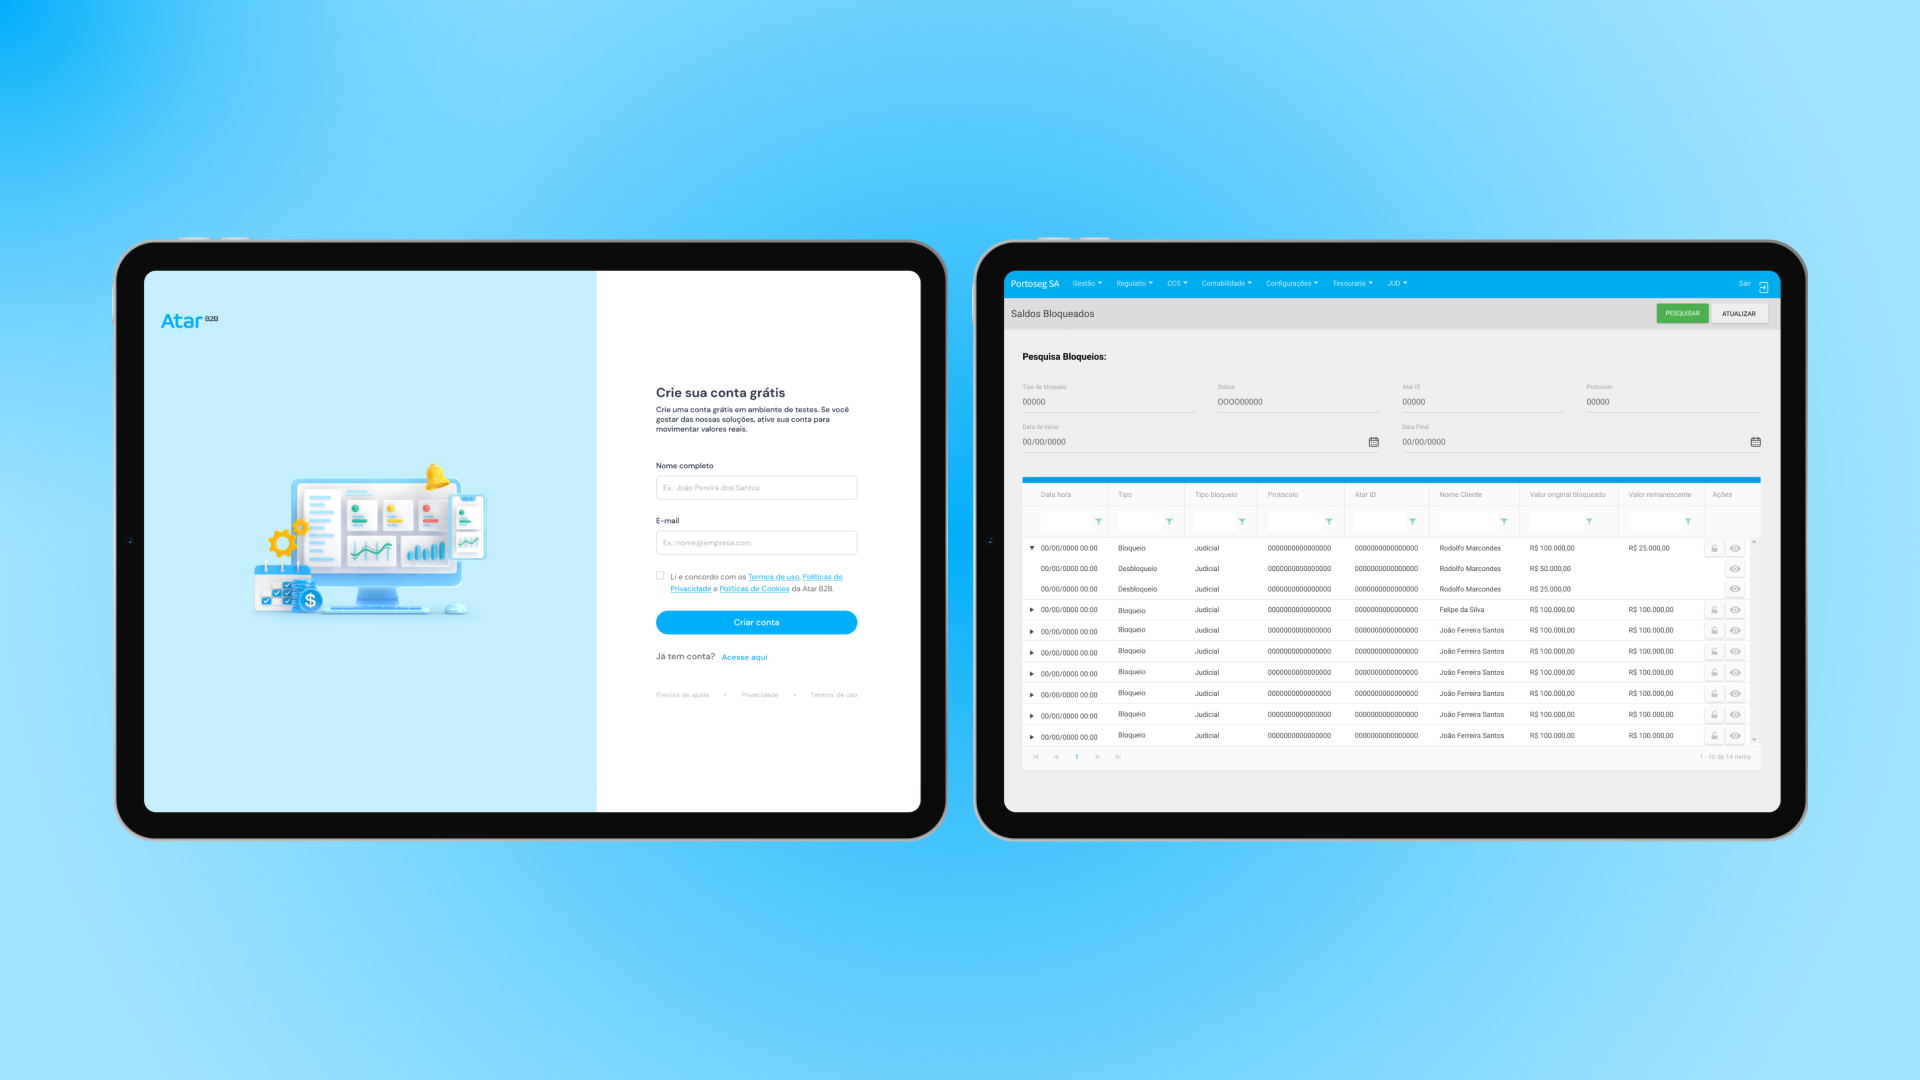 Atar B2B
Crie sua conta grátis
Crie uma conta grátis em ambiente de testes. Se você
gostar das nossas soluções, ative sua conta para
movimentar valores reais.
Nome completo
Ex: João Pereira dos Santos
E-mail
Ex: nome@empresa.com
Li e concordo com os Termos de uso, Políticas de
Privacidade e Políticas de Cookies da Atar B2B.
Criar conta
Já tem conta? Acesse aqui
Preciso de ajuda • Privacidade • Termos de uso
Portoseg SA Gestão Regulatio CCS Contabilidade Configurações Tesouraria JUD Sair
Saldos Bloqueados PESQUISAR ATUALIZAR
Pesquisa Bloqueios:
Tipo de bloqueio Status Atar ID Protocolo
00000 OOOO00000 00000 00000
Data de início Data Final
00/00/0000 00/00/0000
Data hora Tipo Tipo bloqueio Protocolo Atar ID Nome Cliente Valor original bloqueado Valor remanescente Ações
00/00/0000 00:00 Bloqueio Judicial 0000000000000000 0000000000000000 Rodolfo Marcondes R$ 100.000,00 R$ 25.000,00
00/00/0000 00:00 Desbloqueio Judicial 0000000000000000 0000000000000000 Rodolfo Marcondes R$ 50.000,00
00/00/0000 00:00 Desbloqueio Judicial 0000000000000000 0000000000000000 Rodolfo Marcondes R$ 25.000,00
00/00/0000 00:00 Bloqueio Judicial 0000000000000000 0000000000000000 Felipe da Silva R$ 100.000,00 R$ 100.000,00
00/00/0000 00:00 Bloqueio Judicial 0000000000000000 0000000000000000 João Ferreira Santos R$ 100.000,00 R$ 100.000,00
00/00/0000 00:00 Bloqueio Judicial 0000000000000000 0000000000000000 João Ferreira Santos R$ 100.000,00 R$ 100.000,00
00/00/0000 00:00 Bloqueio Judicial 0000000000000000 0000000000000000 João Ferreira Santos R$ 100.000,00 R$ 100.000,00
00/00/0000 00:00 Bloqueio Judicial 0000000000000000 0000000000000000 João Ferreira Santos R$ 100.000,00 R$ 100.000,00
00/00/0000 00:00 Bloqueio Judicial 0000000000000000 0000000000000000 João Ferreira Santos R$ 100.000,00 R$ 100.000,00
00/00/0000 00:00 Bloqueio Judicial 0000000000000000 0000000000000000 João Ferreira Santos R$ 100.000,00 R$ 100.000,00
1 1 - 10 de 14 items